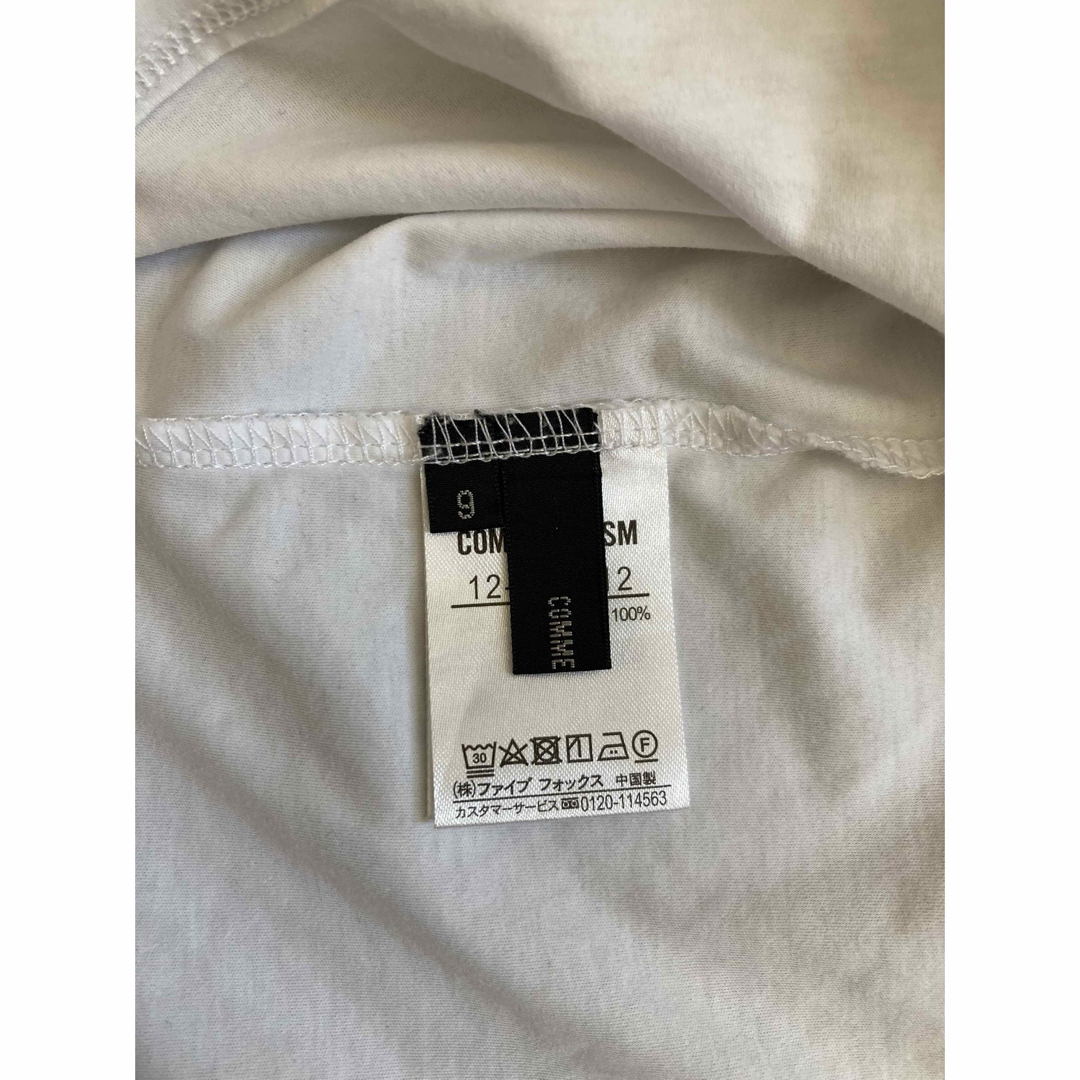 9
COM SM
12- 2
100%
COMME
30 1 F
(株)ファイブ フォックス 中国製
カスタマーサービス 0120-114563